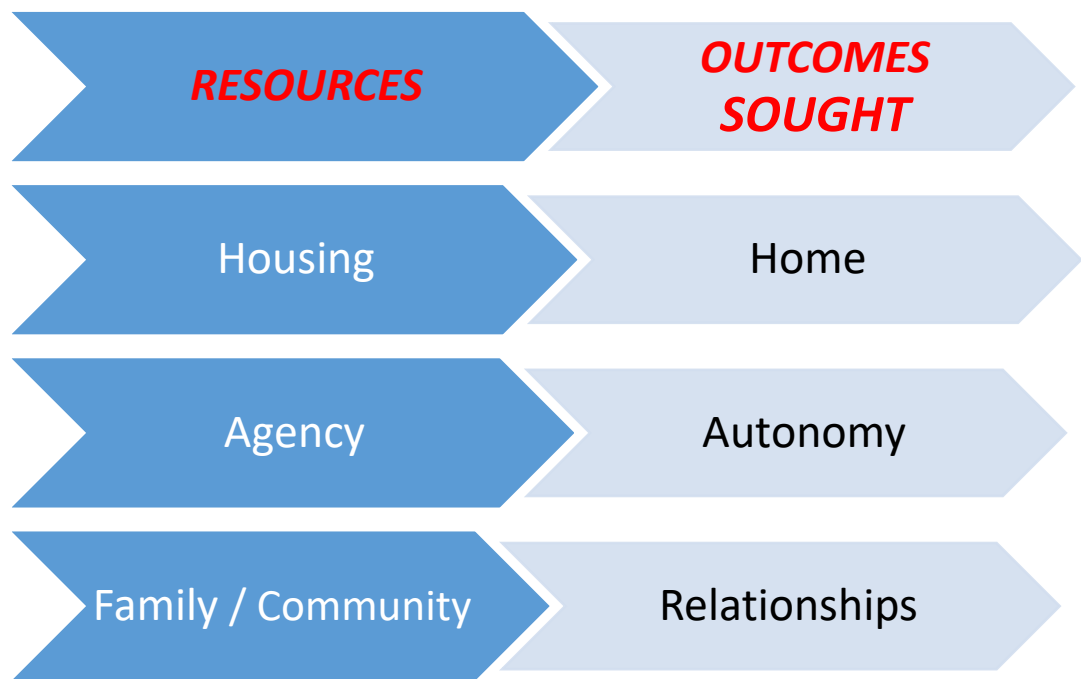 RESOURCES
OUTCOMES
SOUGHT
Housing
Home
Agency
Autonomy
Family / Community
Relationships